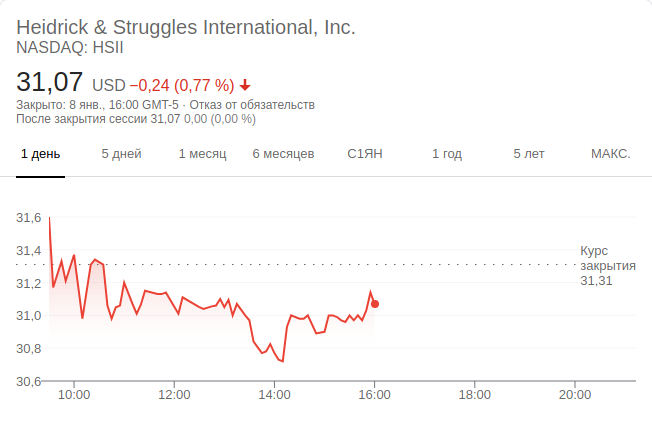 Heidrick & Struggles International, Inc.
NASDAQ: HSII
31,07 USD −0,24 (0,77 %)
Закрыто: 8 янв., 16:00 GMT-5 · Отказ от обязательств
После закрытия сессии 31,07 0,00 (0,00 %)
1 день 5 дней 1 месяц 6 месяцев С1ЯН 1 год 5 лет МАКС.
31,6
31,4
31,2
31,0
30,8
30,6
Курс
закрытия
31,31
10:00 12:00 14:00 16:00 18:00 20:00